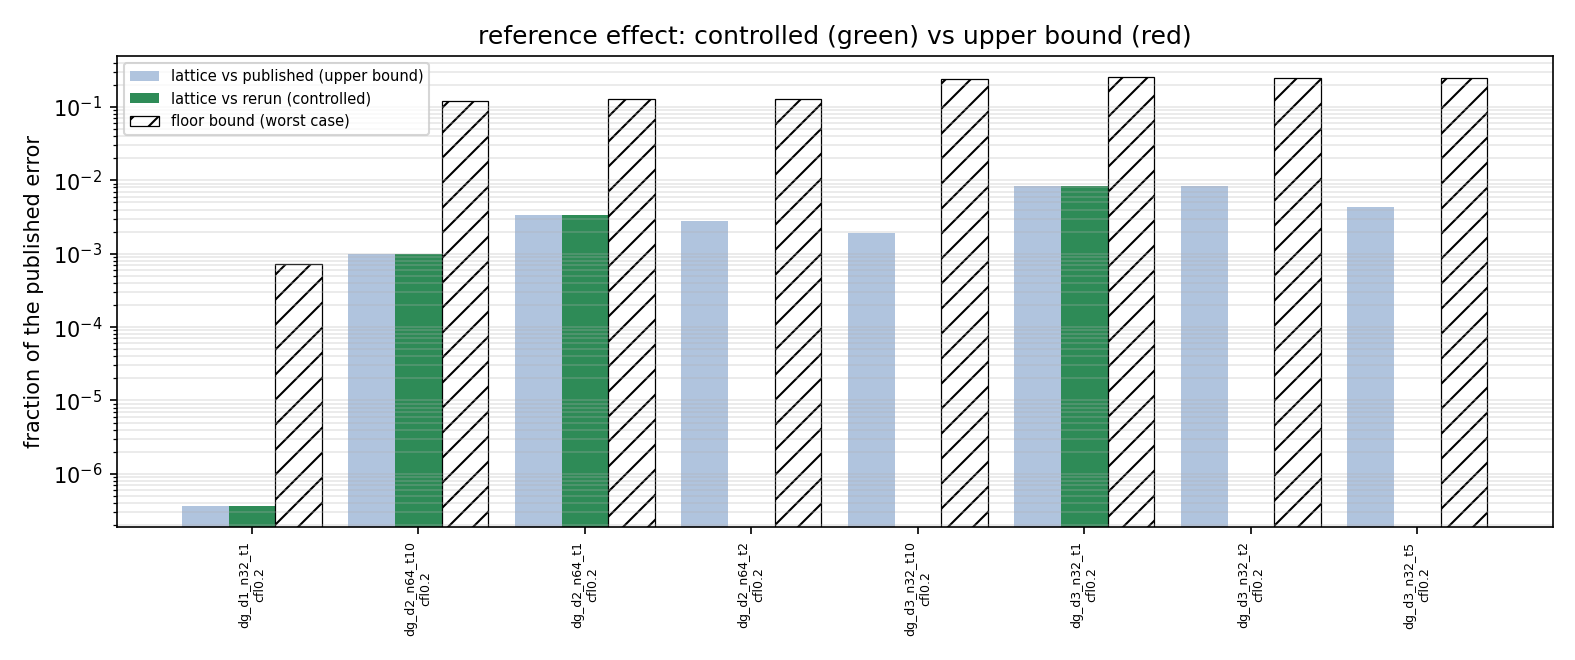 reference effect: controlled (green) vs upper bound (red)
lattice vs published (upper bound)
lattice vs rerun (controlled)
floor bound (worst case)
fraction of the published error
10⁻¹
10⁻²
10⁻³
10⁻⁴
10⁻⁵
10⁻⁶
dg_d1_n32_t1
cfl0.2
dg_d2_n64_t10
cfl0.2
dg_d2_n64_t1
cfl0.2
dg_d2_n64_t2
cfl0.2
dg_d3_n32_t10
cfl0.2
dg_d3_n32_t1
cfl0.2
dg_d3_n32_t2
cfl0.2
dg_d3_n32_t5
cfl0.2